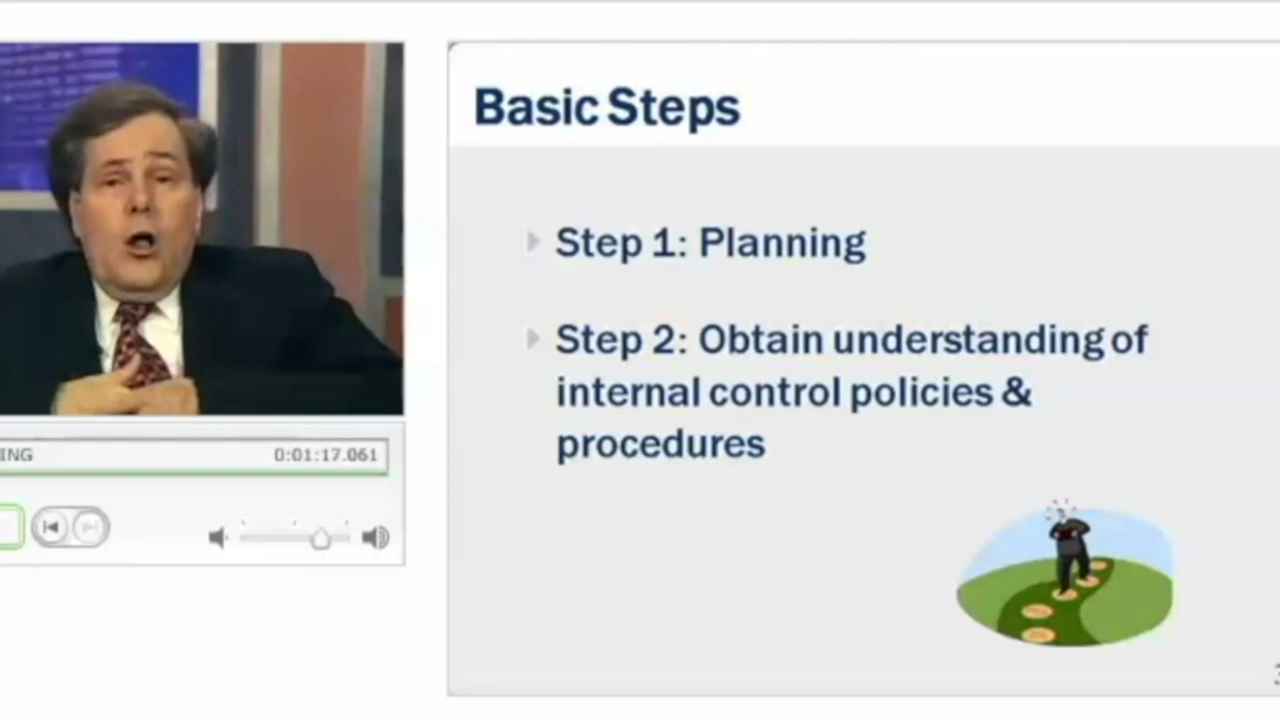 Basic Steps
Step 1: Planning
Step 2: Obtain understanding of
internal control policies &
procedures
ING
0:01:17.061
3